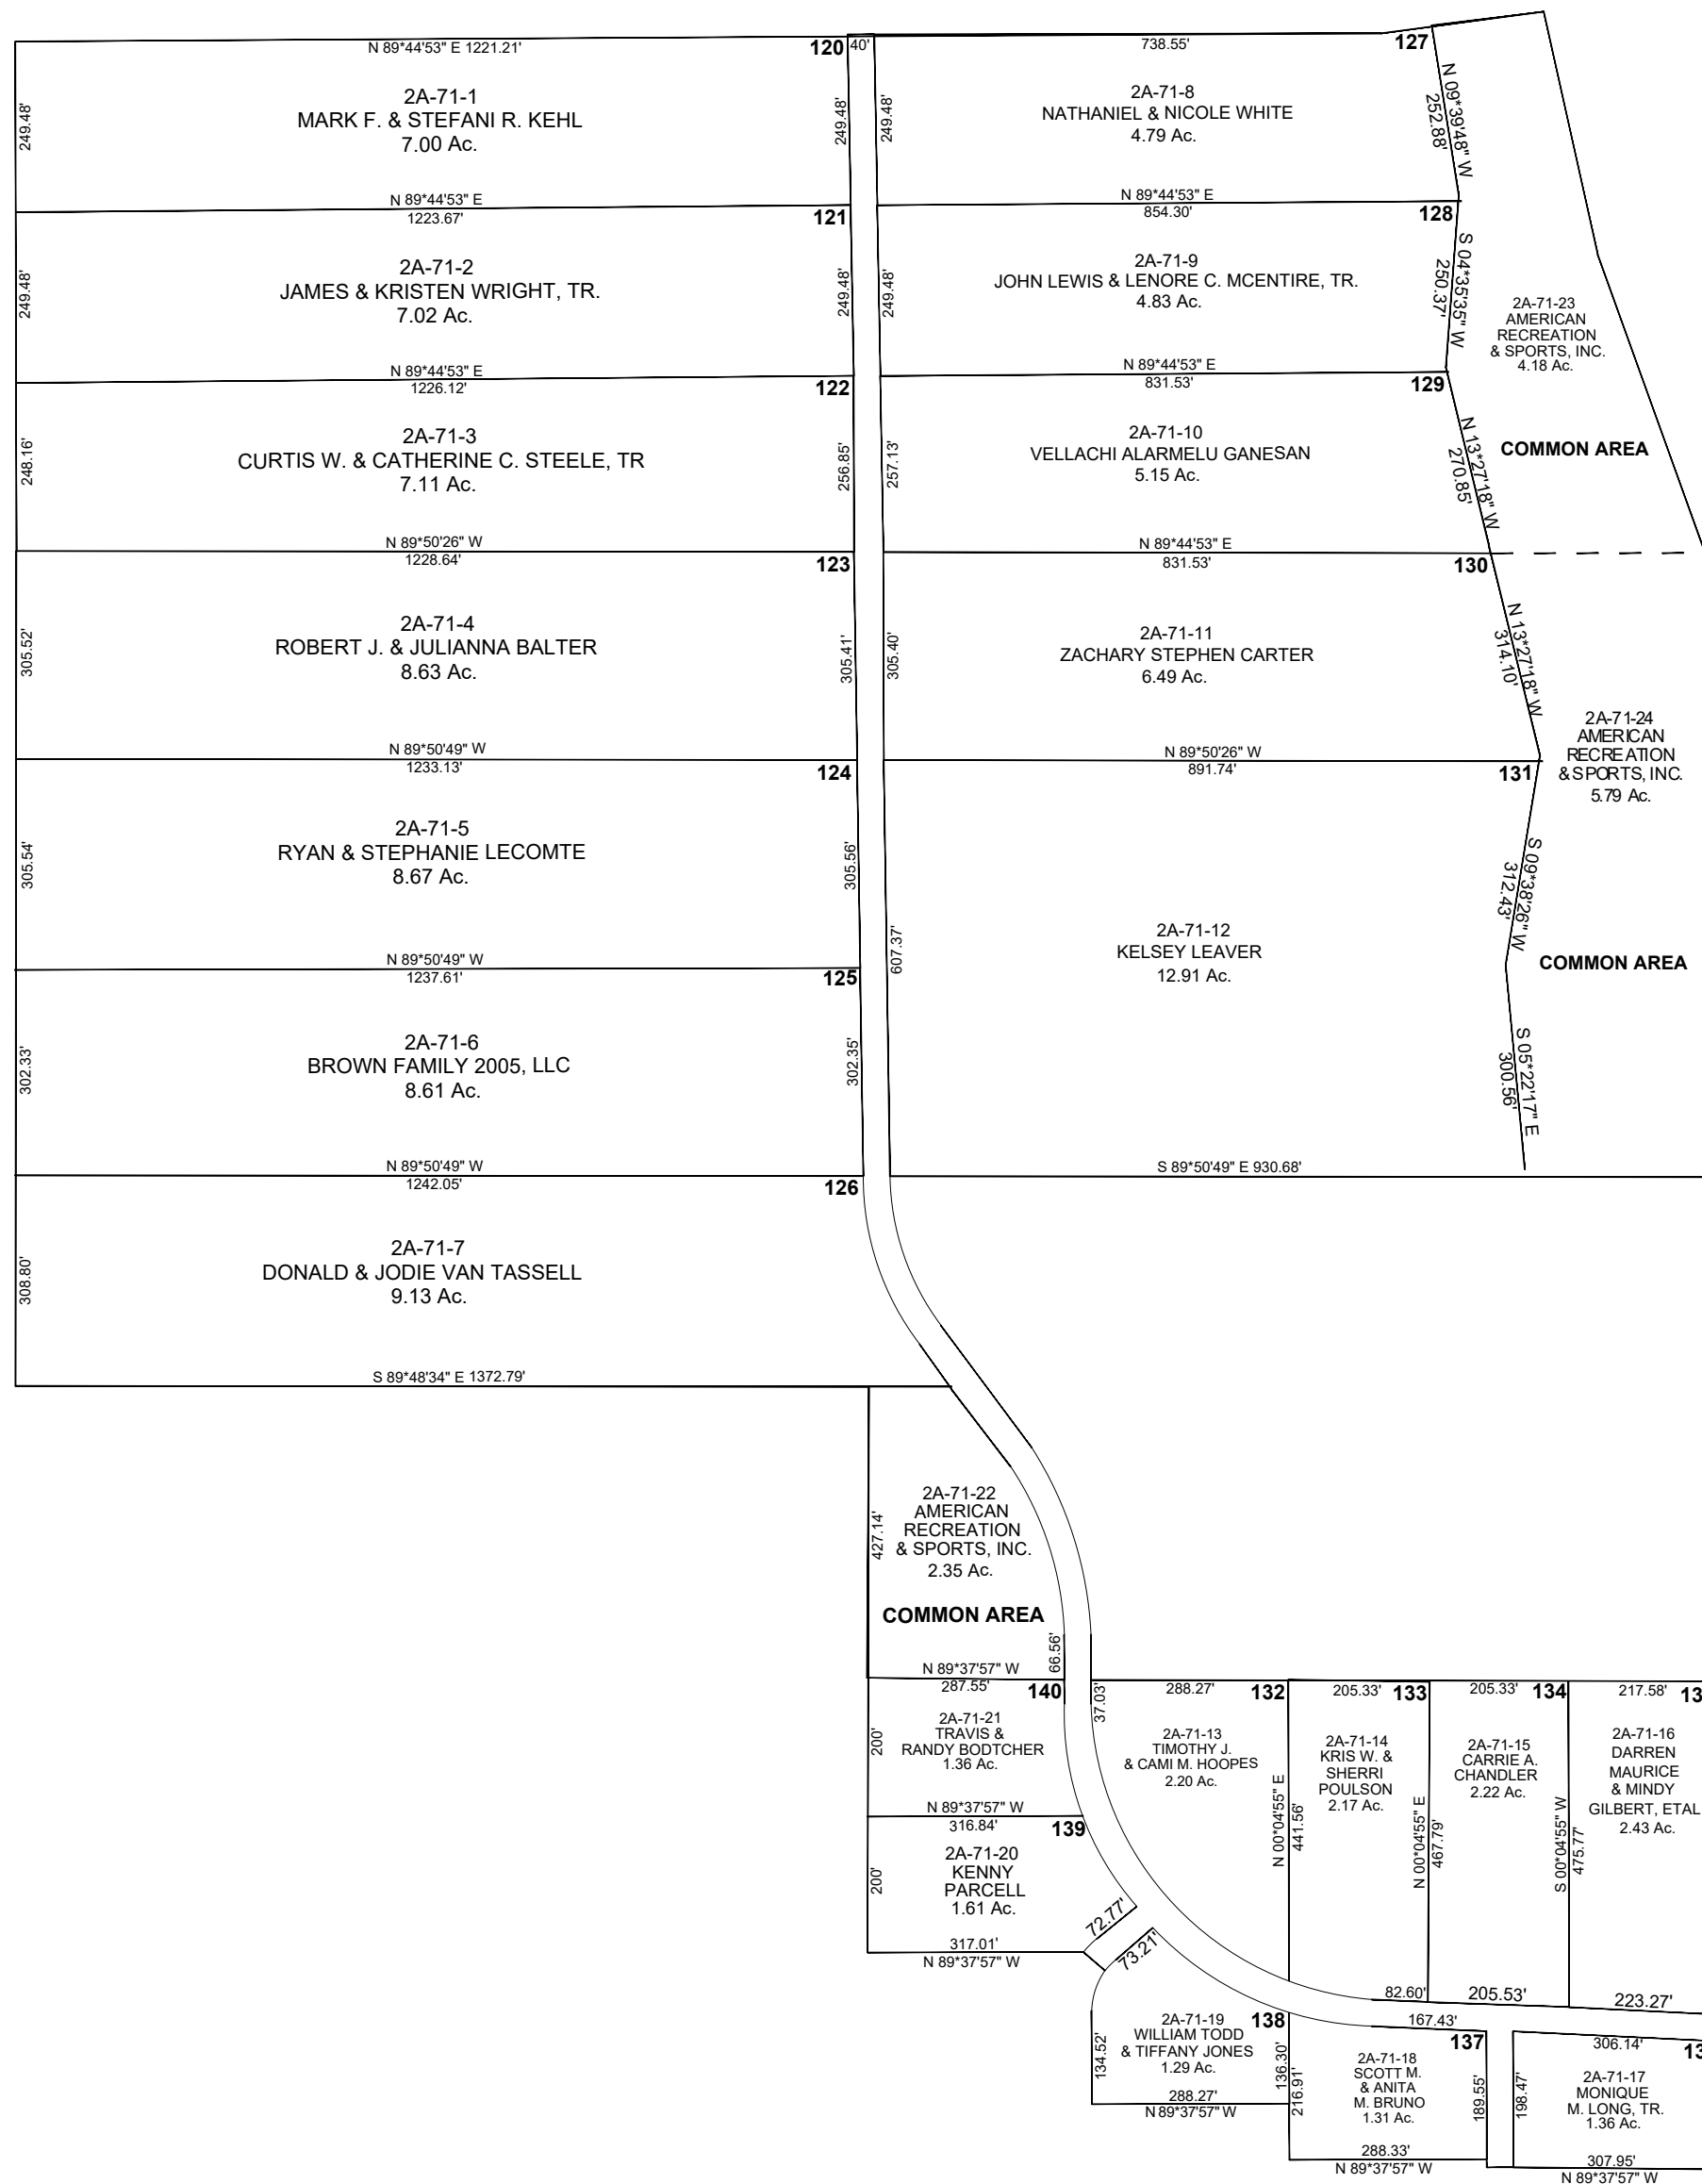 N 89*44'53" E 1221.21'
120
40'
738.55'
127
249.48'
2A-71-1
MARK F. & STEFANI R. KEHL
7.00 Ac.
249.48'
249.48'
2A-71-8
NATHANIEL & NICOLE WHITE
4.79 Ac.
N 09*39'48" W
252.88'
N 89*44'53" E
1223.67'
121
N 89*44'53" E
854.30'
128
249.48'
2A-71-2
JAMES & KRISTEN WRIGHT, TR.
7.02 Ac.
249.48'
249.48'
2A-71-9
JOHN LEWIS & LENORE C. MCENTIRE, TR.
4.83 Ac.
S 04*35'35" W
250.37'
2A-71-23
AMERICAN
RECREATION
& SPORTS, INC.
4.18 Ac.
COMMON AREA
N 89*44'53" E
1226.12'
122
N 89*44'53" E
831.53'
129
248.16'
2A-71-3
CURTIS W. & CATHERINE C. STEELE, TR
7.11 Ac.
256.85'
257.13'
2A-71-10
VELLACHI ALARMELU GANESAN
5.15 Ac.
N 13*27'18" W
270.85'
N 89*50'26" W
1228.64'
123
N 89*44'53" E
831.53'
130
305.52'
2A-71-4
ROBERT J. & JULIANNA BALTER
8.63 Ac.
305.41'
305.40'
2A-71-11
ZACHARY STEPHEN CARTER
6.49 Ac.
N 13*27'18" W
314.10'
2A-71-24
AMERICAN
RECREATION
& SPORTS, INC.
5.79 Ac.
COMMON AREA
N 89*50'49" W
1233.13'
124
N 89*50'26" W
891.74'
131
305.54'
2A-71-5
RYAN & STEPHANIE LECOMTE
8.67 Ac.
305.56'
607.37'
2A-71-12
KELSEY LEAVER
12.91 Ac.
S 09*38'26" W
312.43'
N 89*50'49" W
1237.61'
125
302.33'
2A-71-6
BROWN FAMILY 2005, LLC
8.61 Ac.
302.35'
S 05*22'17" E
300.56'
N 89*50'49" W
1242.05'
126
S 89*50'49" E 930.68'
308.80'
2A-71-7
DONALD & JODIE VAN TASSELL
9.13 Ac.
S 89*48'34" E 1372.79'
427.14'
2A-71-22
AMERICAN
RECREATION
& SPORTS, INC.
2.35 Ac.
COMMON AREA
66.56'
N 89*37'57" W
287.55'
140
37.03'
288.27'
132
205.33'
133
205.33'
134
217.58'
13
200'
2A-71-21
TRAVIS &
RANDY BODTCHER
1.36 Ac.
2A-71-13
TIMOTHY J.
& CAMI M. HOOPES
2.20 Ac.
N 00*04'55" E
441.56'
2A-71-14
KRIS W. &
SHERRI
POULSON
2.17 Ac.
N 00*04'55" E
467.79'
2A-71-15
CARRIE A.
CHANDLER
2.22 Ac.
S 00*04'55" W
475.77'
2A-71-16
DARREN
MAURICE
& MINDY
GILBERT, ETAL
2.43 Ac.
N 89*37'57" W
316.84'
139
200'
2A-71-20
KENNY
PARCELL
1.61 Ac.
72.77'
73.21'
317.01'
N 89*37'57" W
82.60'
205.53'
223.27'
134.52'
2A-71-19
WILLIAM TODD
& TIFFANY JONES
1.29 Ac.
138
136.30'
288.27'
N 89*37'57" W
167.43'
137
216.91'
2A-71-18
SCOTT M.
& ANITA
M. BRUNO
1.31 Ac.
189.55'
288.33'
N 89*37'57" W
306.14'
13
198.47'
2A-71-17
MONIQUE
M. LONG, TR.
1.36 Ac.
307.95'
N 89*37'57" W